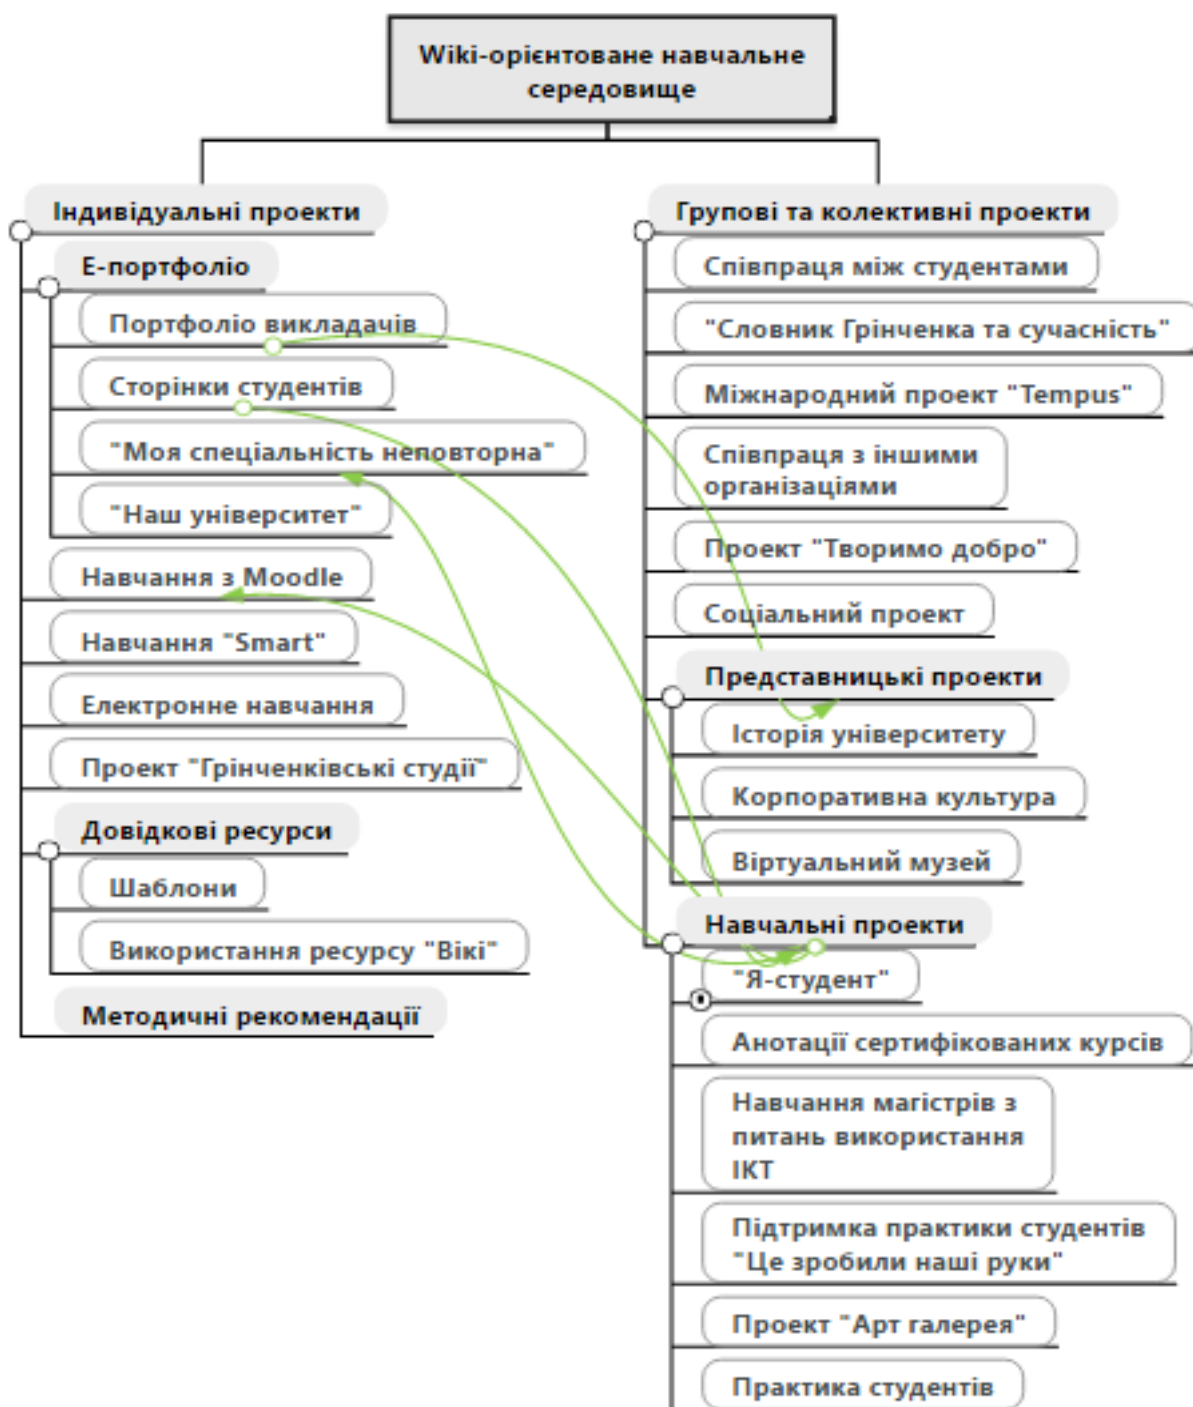 Wiki-орієнтоване навчальне
середовище
Індивідуальні проекти
Е-портфоліо
Портфоліо викладачів
Сторінки студентів
"Моя спеціальність неповторна"
"Наш університет"
Навчання з Moodle
Навчання "Smart"
Електронне навчання
Проект "Грінченківські студії"
Довідкові ресурси
Шаблони
Використання ресурсу "Вікі"
Методичні рекомендації
Групові та колективні проекти
Співпраця між студентами
"Словник Грінченка та сучасність"
Міжнародний проект "Tempus"
Співпраця з іншими
організаціями
Проект "Творимо добро"
Соціальний проект
Представницькі проекти
Історія університету
Корпоративна культура
Віртуальний музей
Навчальні проекти
"Я-студент"
Анотації сертифікованих курсів
Навчання магістрів з
питань використання
ІКТ
Підтримка практики студентів
"Це зробили наші руки"
Проект "Арт галерея"
Практика студентів